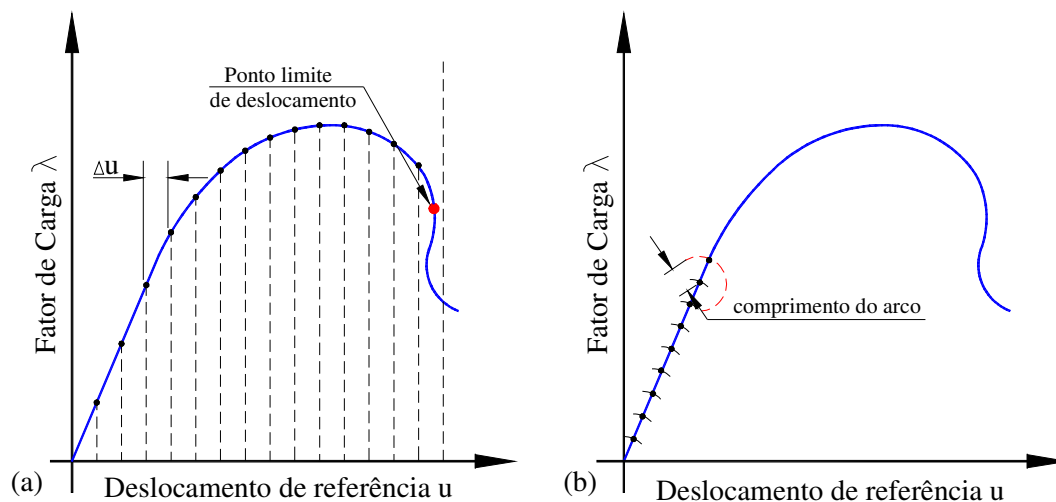 Ponto limite
de deslocamento
Δu
Fator de Carga λ
(a)
Deslocamento de referência u
comprimento do arco
Fator de Carga λ
(b)
Deslocamento de referência u